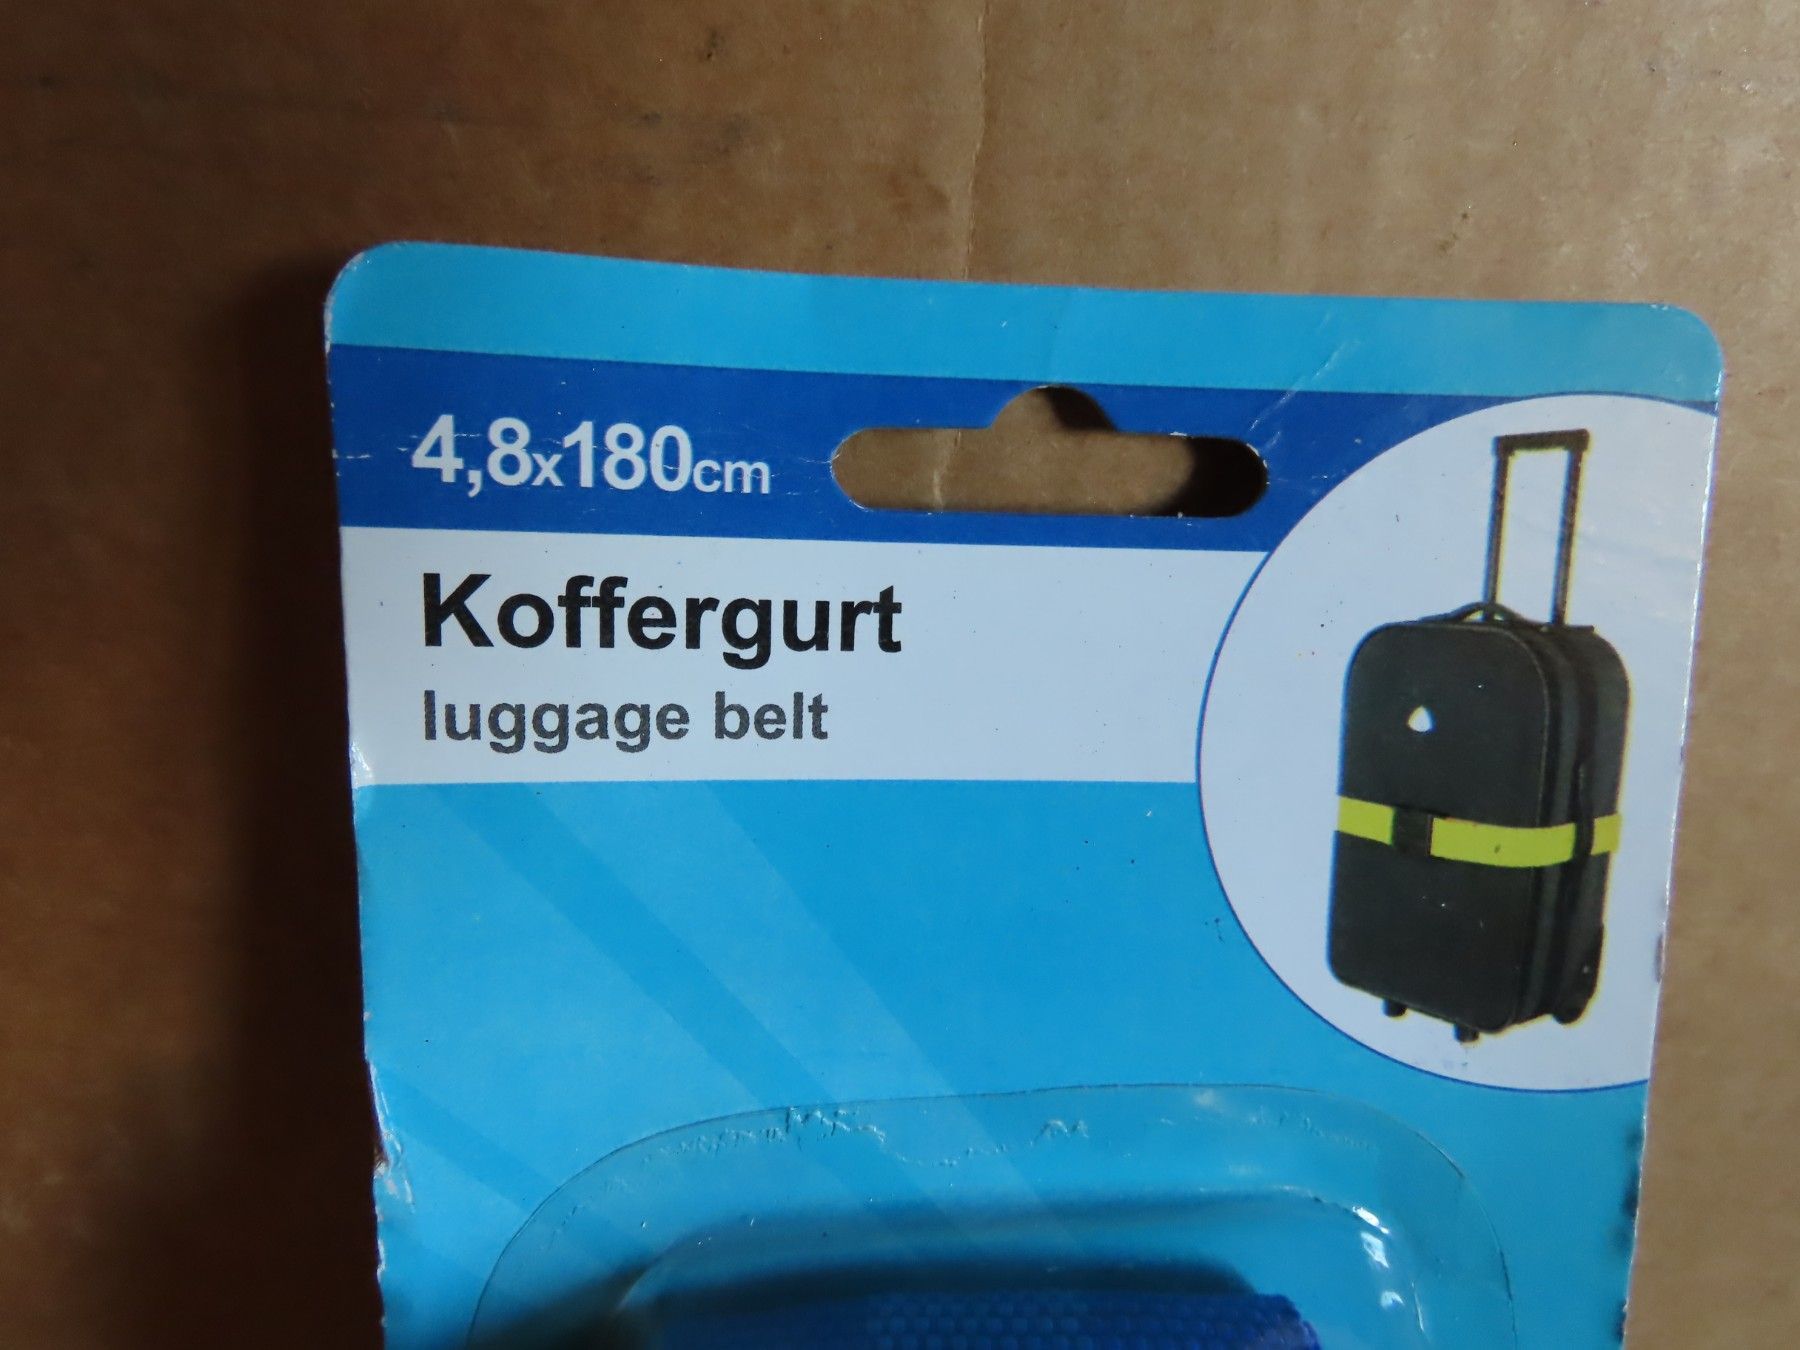 4,8x180cm
Koffergurt
luggage belt